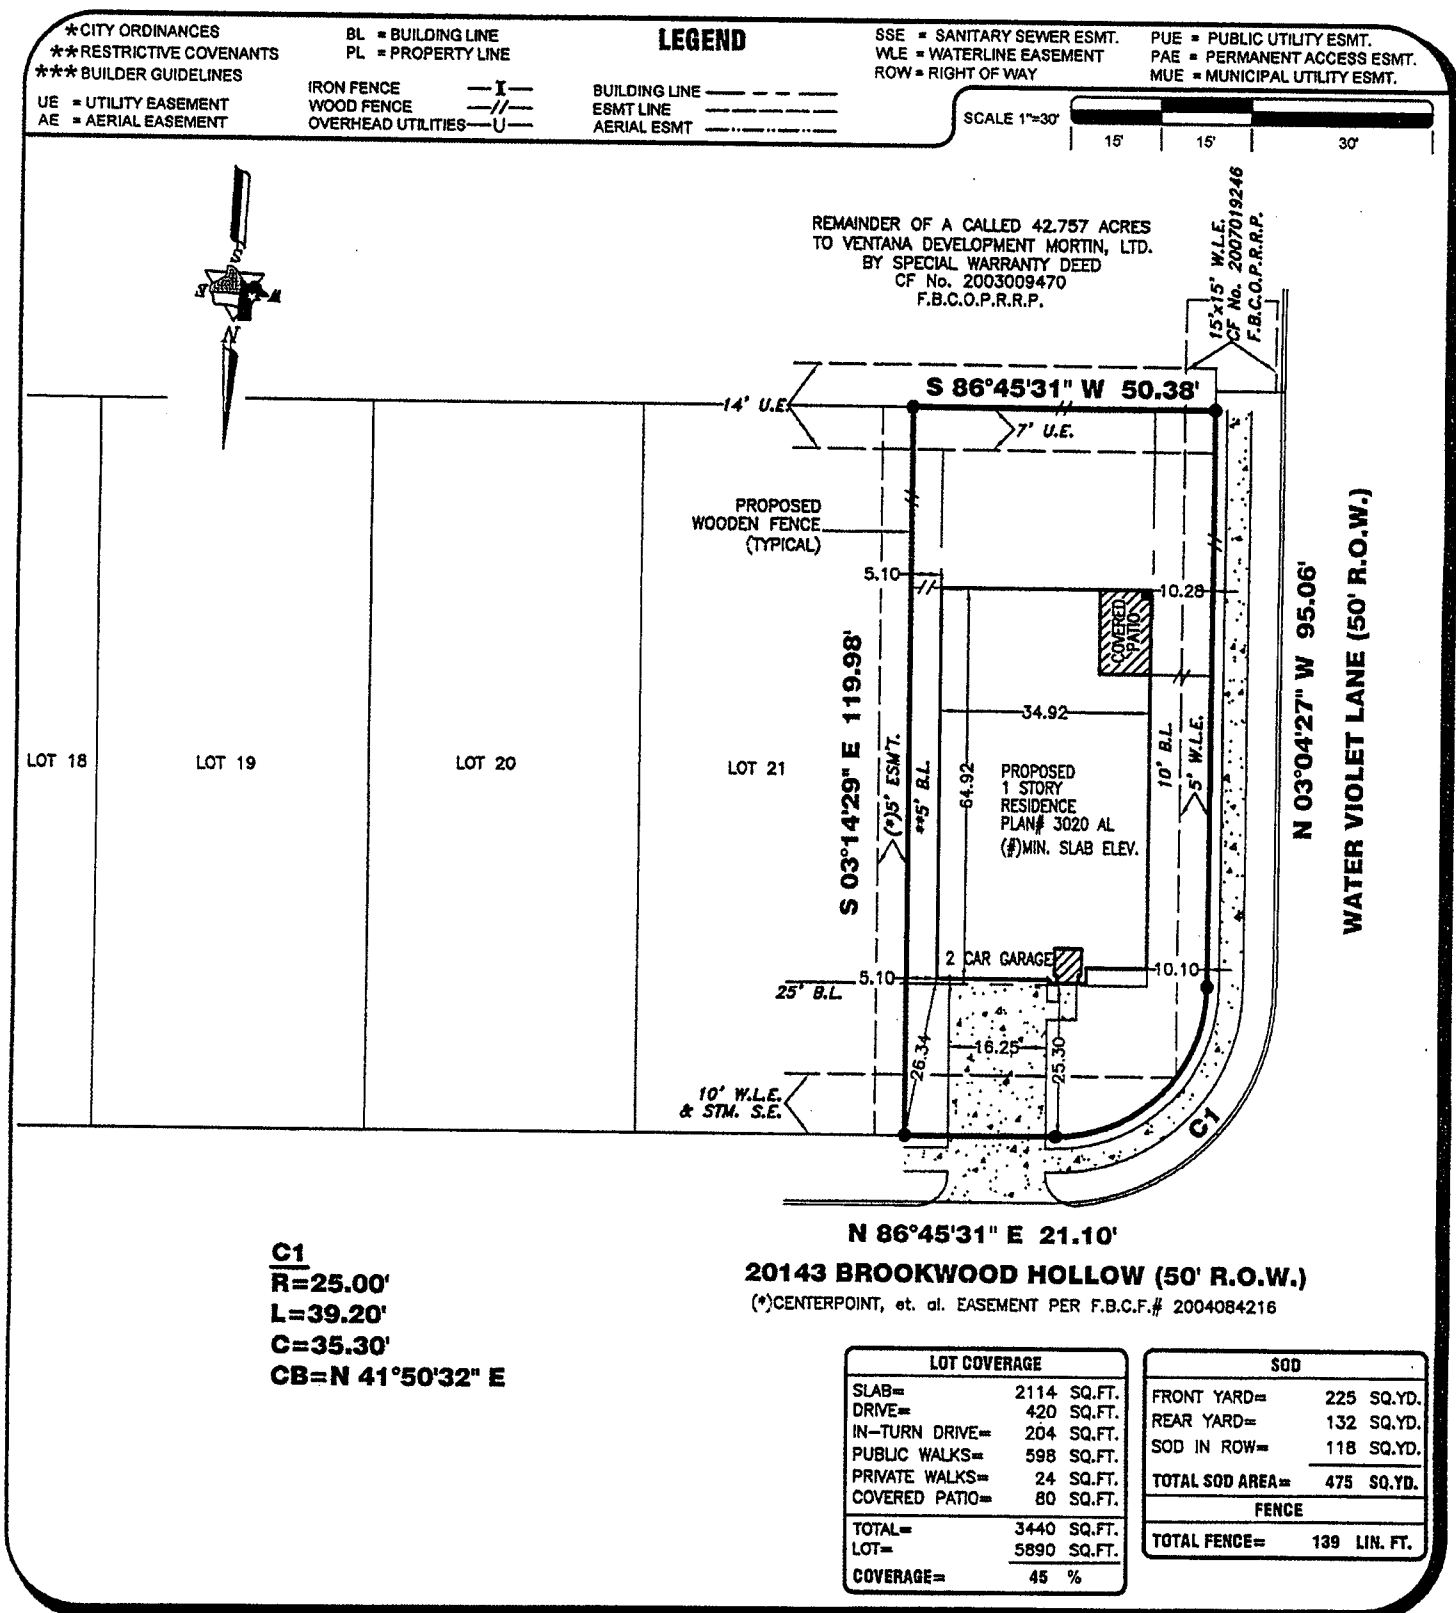 *CITY ORDINANCES
**RESTRICTIVE COVENANTS
***BUILDER GUIDELINES
UE = UTILITY EASEMENT
AE = AERIAL EASEMENT
BL = BUILDING LINE
PL = PROPERTY LINE
IRON FENCE I
WOOD FENCE //
OVERHEAD UTILITIES U
LEGEND
BUILDING LINE
ESMT LINE
AERIAL ESMT
SSE = SANITARY SEWER ESMT.
WLE = WATERLINE EASEMENT
ROW = RIGHT OF WAY
PUE = PUBLIC UTILITY ESMT.
PAE = PERMANENT ACCESS ESMT.
MUE = MUNICIPAL UTILITY ESMT.
SCALE 1"=30'
15' 15' 30'
S
W
N
REMAINDER OF A CALLED 42.757 ACRES
TO VENTANA DEVELOPMENT MORTIN, LTD.
BY SPECIAL WARRANTY DEED
CF No. 2003009470
F.B.C.O.P.R.R.P.
15'x15' W.L.E.
CF No. 2007019246
F.B.C.O.P.R.R.P.
S 86°45'31" W 50.38'
14' U.E.
7' U.E.
PROPOSED
WOODEN FENCE
(TYPICAL)
5.10
10.28
COVERED
PATIO
S 03°14'29" E 119.98'
(*)5' ESM'T.
**5' B.L.
64.92
34.92
PROPOSED
1 STORY
RESIDENCE
PLAN# 3020 AL
(#)MIN. SLAB ELEV.
10' B.L.
5' W.L.E.
N 03°04'27" W 95.06'
WATER VIOLET LANE (50' R.O.W.)
LOT 18
LOT 19
LOT 20
LOT 21
2 CAR GARAGE
5.10
10.10
25' B.L.
26.34
16.25
25.30
10' W.L.E.
& STM. S.E.
C1
N 86°45'31" E 21.10'
20143 BROOKWOOD HOLLOW (50' R.O.W.)
(*)CENTERPOINT, et. al. EASEMENT PER F.B.C.F.# 2004084216
C1
R=25.00'
L=39.20'
C=35.30'
CB=N 41°50'32" E
LOT COVERAGE
SLAB= 2114 SQ.FT.
DRIVE= 420 SQ.FT.
IN-TURN DRIVE= 204 SQ.FT.
PUBLIC WALKS= 598 SQ.FT.
PRIVATE WALKS= 24 SQ.FT.
COVERED PATIO= 80 SQ.FT.
TOTAL= 3440 SQ.FT.
LOT= 5890 SQ.FT.
COVERAGE= 45 %
SOD
FRONT YARD= 225 SQ.YD.
REAR YARD= 132 SQ.YD.
SOD IN ROW= 118 SQ.YD.
TOTAL SOD AREA= 475 SQ.YD.
FENCE
TOTAL FENCE= 139 LIN. FT.